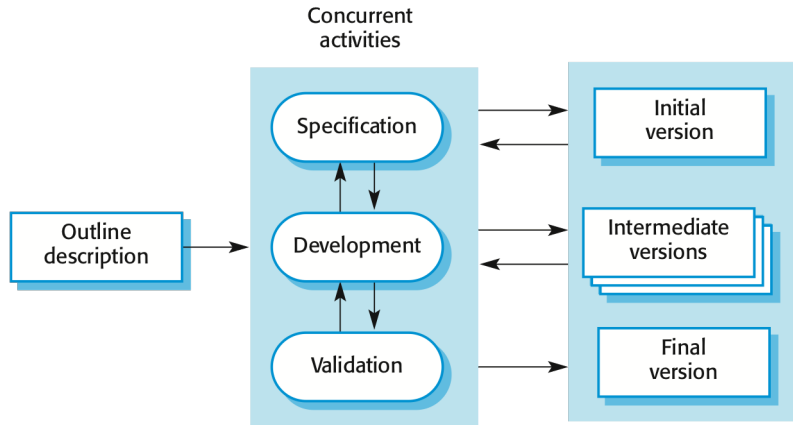 Concurrent
activities
Specification
Initial
version
Outline
description
Development
Intermediate
versions
Validation
Final
version